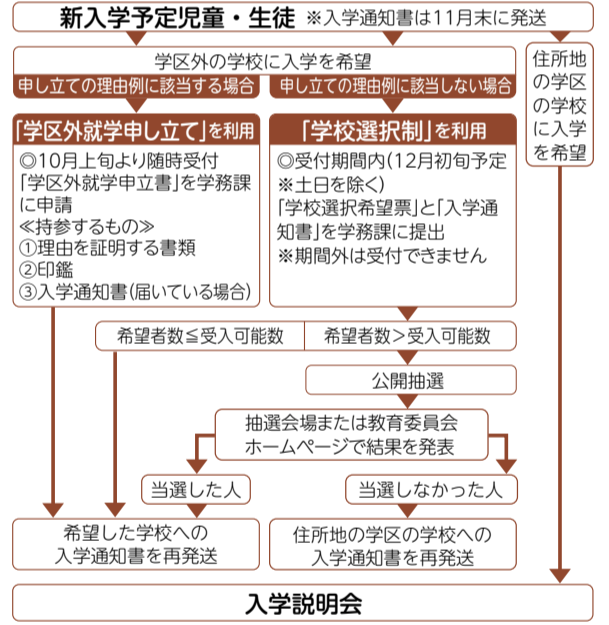 新入学予定児童・生徒 ※入学通知書は11月末に発送
学区外の学校に入学を希望
申し立ての理由例に該当する場合
申し立ての理由例に該当しない場合
住所地
の学区
の学校
に入学
を希望
「学区外就学申し立て」を利用
◎10月上旬より随時受付
「学区外就学申立書」を学務課
に申請
≪持参するもの≫
①理由を証明する書類
②印鑑
③入学通知書(届いている場合)
「学校選択制」を利用
◎受付期間内(12月初旬予定
※土日を除く)
「学校選択希望票」と「入学通
知書」を学務課に提出
※期間外は受付できません
希望者数≦受入可能数
希望者数＞受入可能数
公開抽選
抽選会場または教育委員会
ホームページで結果を発表
当選した人
当選しなかった人
希望した学校への
入学通知書を再発送
住所地の学区の学校への
入学通知書を再発送
入学説明会